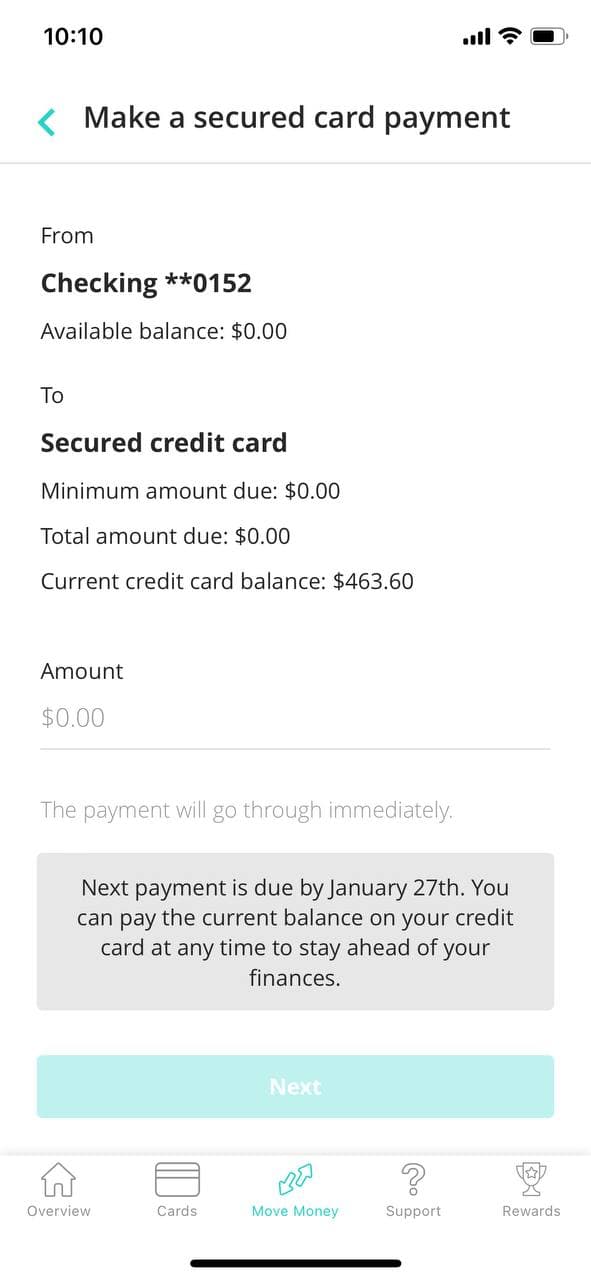 10:10
Make a secured card payment
From
Checking **0152
Available balance: $0.00
To
Secured credit card
Minimum amount due: $0.00
Total amount due: $0.00
Current credit card balance: $463.60
Amount
$0.00
The payment will go through immediately.
Next payment is due by January 27th. You
can pay the current balance on your credit
card at any time to stay ahead of your
finances.
Next
Overview
Cards
Move Money
Support
Rewards